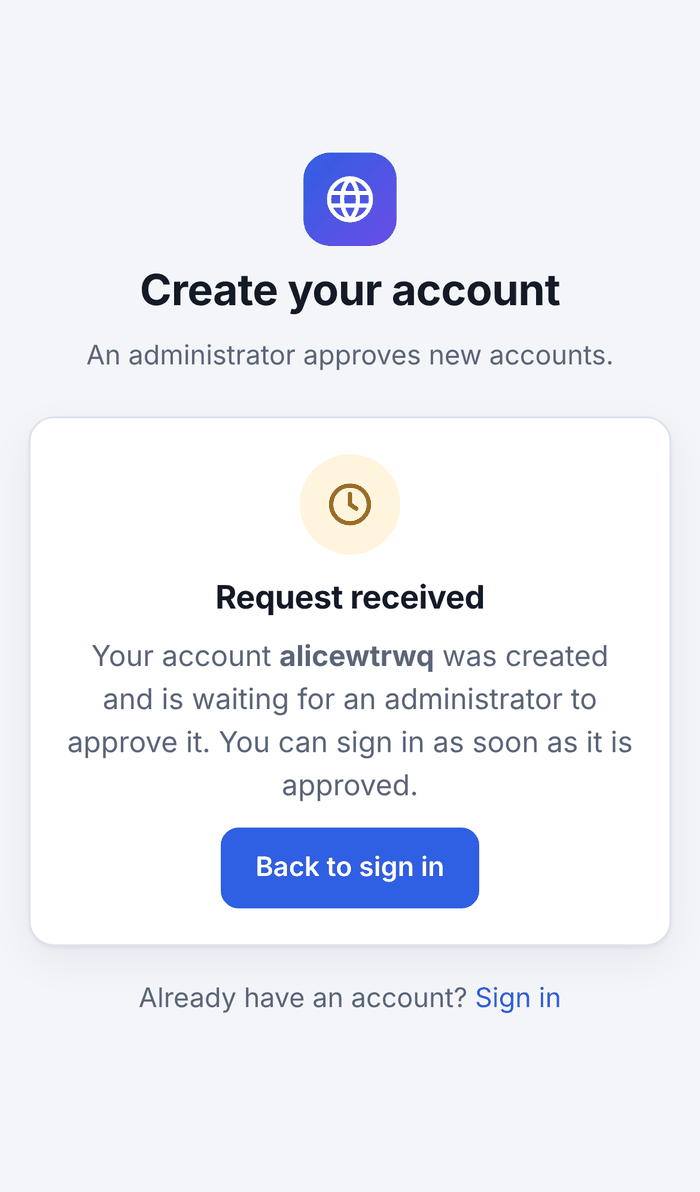 Create your account
An administrator approves new accounts.
Request received
Your account alicewtrwq was created
and is waiting for an administrator to
approve it. You can sign in as soon as it is
approved.
Back to sign in
Already have an account? Sign in